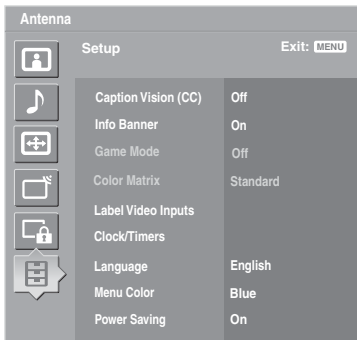 Antenna
Setup Exit: MENU
Caption Vision (CC) Off
Info Banner On
Game Mode Off
Color Matrix Standard
Label Video Inputs
Clock/Timers
Language English
Menu Color Blue
Power Saving On